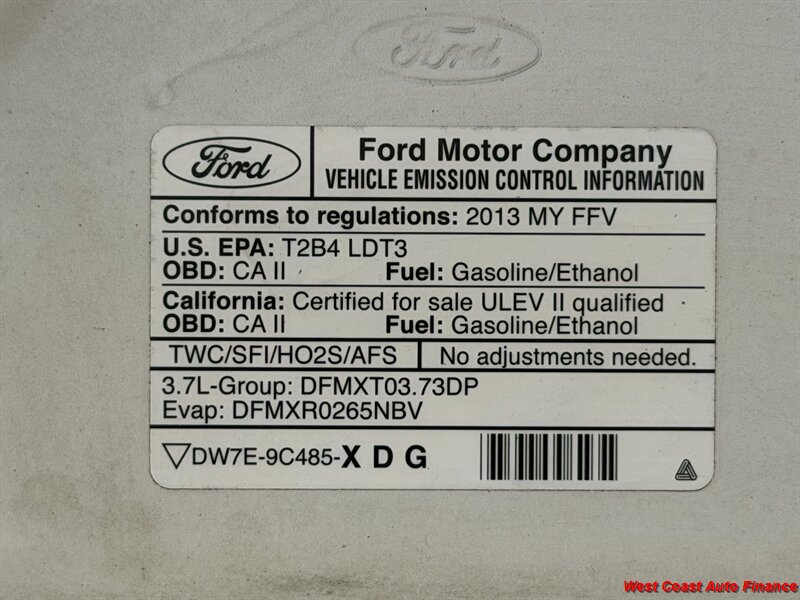 Ford
Ford
Ford Motor Company
VEHICLE EMISSION CONTROL INFORMATION
Conforms to regulations: 2013 MY FFV
U.S. EPA: T2B4 LDT3
OBD: CA II Fuel: Gasoline/Ethanol
California: Certified for sale ULEV II qualified
OBD: CA II Fuel: Gasoline/Ethanol
TWC/SFI/HO2S/AFS No adjustments needed.
3.7L-Group: DFMXT03.73DP
Evap: DFMXR0265NBV
DW7E-9C485-X D G
West Coast Auto Finance